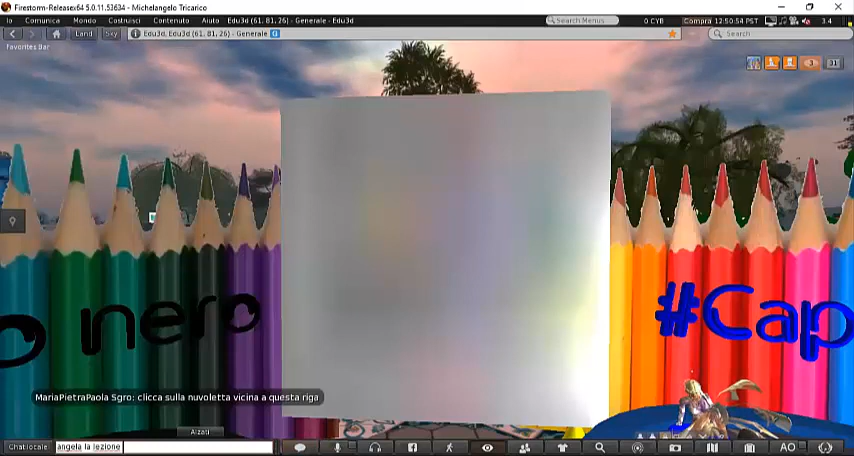 Firestorm-Releasex64 5.0.11.53634 - Michelangelo Tricarico
Io Comunica Mondo Costruisci Contenuto Aiuto Edu3d (61, 81, 26) - Generale - Edu3d Search Menus 0 CYB Compra 12:50:54 PST 3.4
Land Sky Edu3d, Edu3d (61, 81, 26) - Generale G Search
Favorites Bar
31
o nero
#Cap
MariaPietraPaola Sgro: clicca sulla nuvoletta vicina a questa riga
Alzati
Chat locale angela la lezione AO